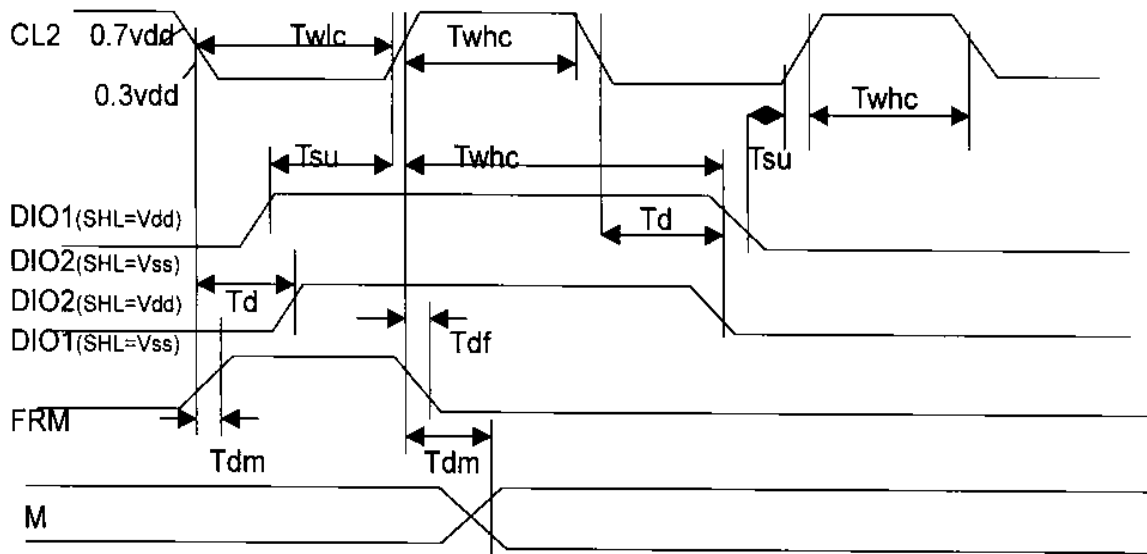 CL2 0.7vdd Twlc Twhc
0.3vdd Twhc
Tsu Twhc Tsu
DIO1(SHL=Vdd) Td
DIO2(SHL=Vss)
DIO2(SHL=Vdd) Td
DIO1(SHL=Vss) Tdf
FRM
Tdm Tdm
M